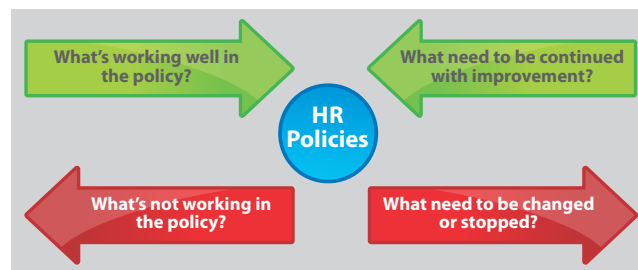 What's working well in
the policy?
What need to be continued
with improvement?
HR
Policies
What's not working in
the policy?
What need to be changed
or stopped?